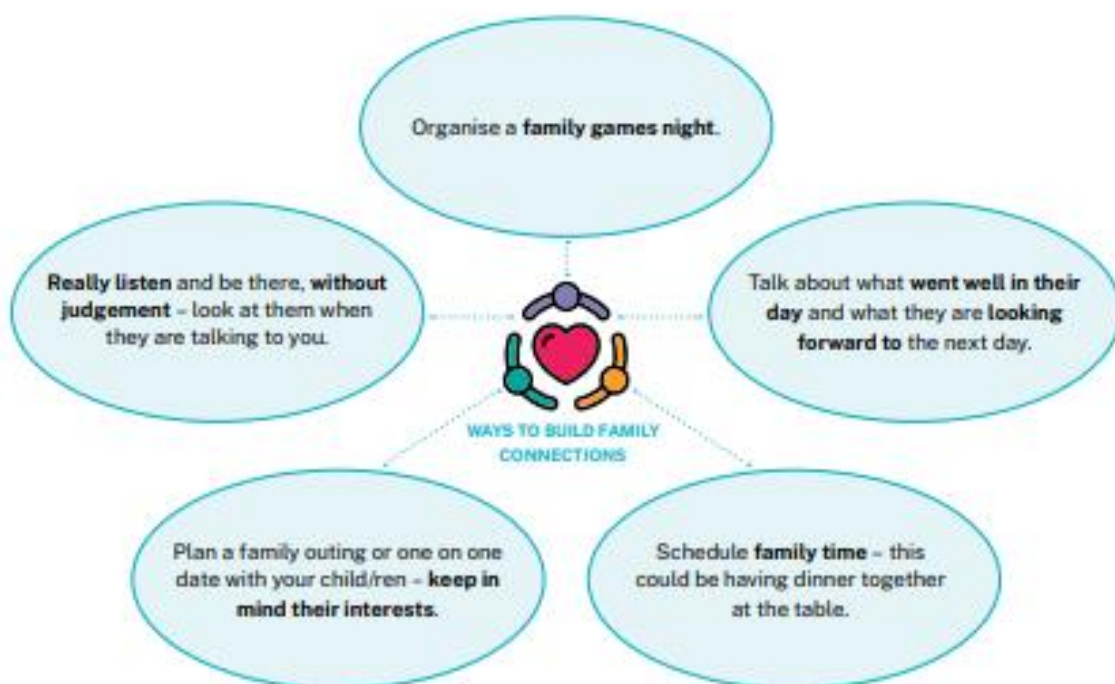 Organise a family games night.
Really listen and be there, without
judgement – look at them when
they are talking to you.
Talk about what went well in their
day and what they are looking
forward to the next day.
WAYS TO BUILD FAMILY
CONNECTIONS
Plan a family outing or one on one
date with your child/ren – keep in
mind their interests.
Schedule family time – this
could be having dinner together
at the table.